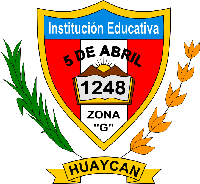 Institución Educativa
5 DE ABRIL
1248
ZONA
"G"
HUAYCAN